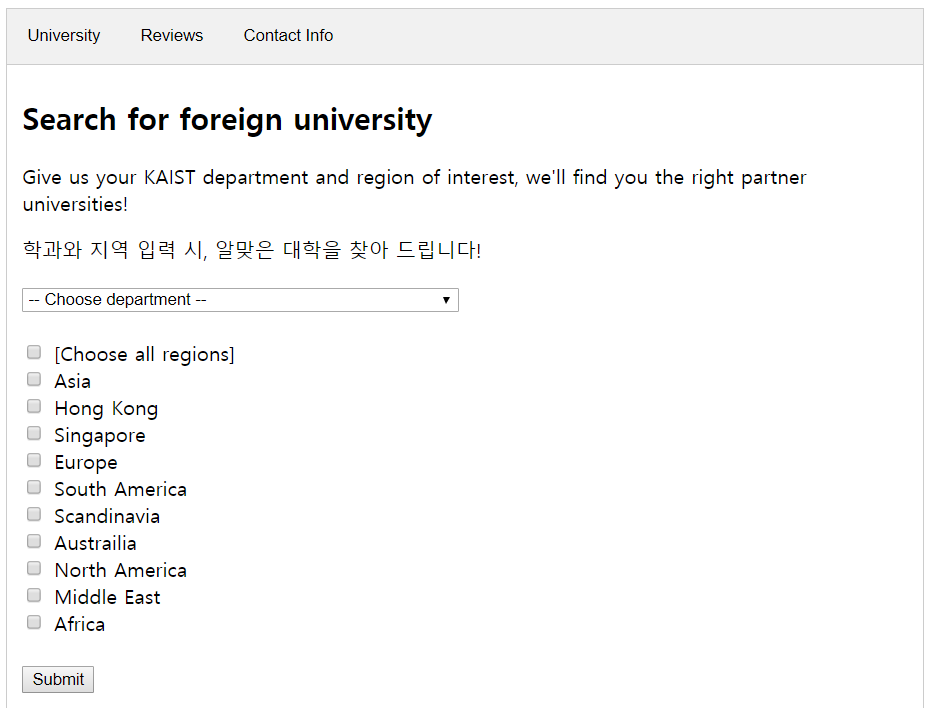 University Reviews Contact Info
Search for foreign university
Give us your KAIST department and region of interest, we'll find you the right partner
universities!
학과와 지역 입력 시, 알맞은 대학을 찾아 드립니다!
-- Choose department --
[Choose all regions]
Asia
Hong Kong
Singapore
Europe
South America
Scandinavia
Austrailia
North America
Middle East
Africa
Submit